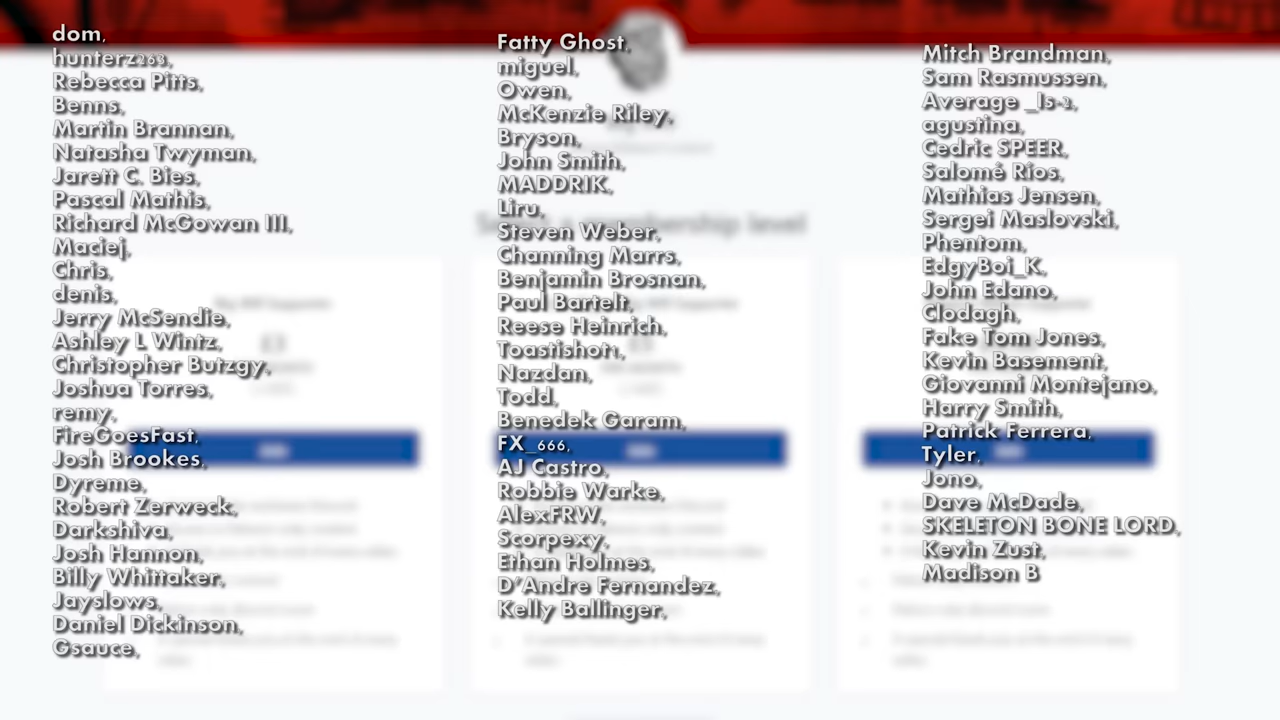 dom,
hunterz268,
Rebecca Pitts,
Benns,
Martin Brannan,
Natasha Twyman,
Jarett C. Bies,
Pascal Mathis,
Richard McGowan III,
Maciej,
Chris,
denis,
Jerry McSendie,
Ashley L Wintz,
Christopher Butzgy,
Joshua Torres,
remy,
FireGoesFast,
Josh Brookes,
Dyreme,
Robert Zerweck,
Darkshiva,
Josh Hannon,
Billy Whittaker,
Jayslows,
Daniel Dickinson,
Gsauce,
Fatty Ghost,
miguel,
Owen,
McKenzie Riley,
Bryson,
John Smith,
MADDRIK,
Liru,
Steven Weber,
Channing Marrs,
Benjamin Brosnan,
Paul Bartelt,
Reese Heinrich,
Toastishot1,
Nazdan,
Todd,
Benedek Garam,
FX_666,
AJ Castro,
Robbie Warke,
AlexFRW,
Scorpexy,
Ethan Holmes,
D'Andre Fernandez,
Kelly Ballinger,
Mitch Brandman,
Sam Rasmussen,
Average _Is-2,
agustina,
Cedric SPEER,
Salomé Ríos,
Mathias Jensen,
Sergei Maslovski,
Phentom,
EdgyBoi_K,
John Edano,
Clodagh,
Fake Tom Jones,
Kevin Basement,
Giovanni Montejano,
Harry Smith,
Patrick Ferrera,
Tyler,
Jono,
Dave McDade,
SKELETON BONE LORD,
Kevin Zust,
Madison B
membership level